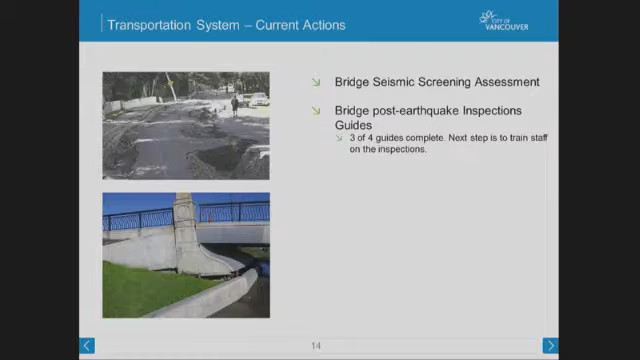 Transportation System – Current Actions
CITY OF
VANCOUVER
Bridge Seismic Screening Assessment
Bridge post-earthquake Inspections
Guides
3 of 4 guides complete. Next step is to train staff
on the inspections.
14